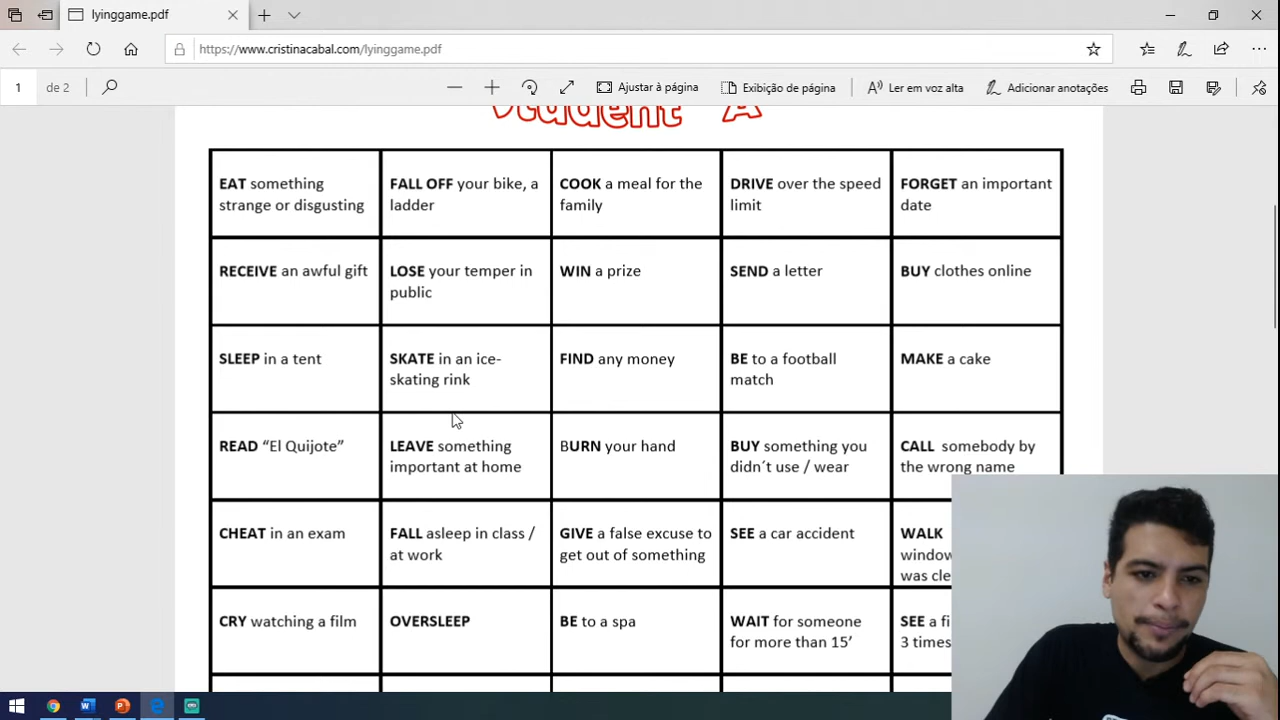 lyinggame.pdf
https://www.cristinacabal.com/lyinggame.pdf
1 de 2
Ajustar à página
Exibição de página
Ler em voz alta
Adicionar anotações
Student A
EAT something
strange or disgusting
FALL OFF your bike, a
ladder
COOK a meal for the
family
DRIVE over the speed
limit
FORGET an important
date
RECEIVE an awful gift
LOSE your temper in
public
WIN a prize
SEND a letter
BUY clothes online
SLEEP in a tent
SKATE in an ice-
skating rink
FIND any money
BE to a football
match
MAKE a cake
READ “El Quijote”
LEAVE something
important at home
BURN your hand
BUY something you
didn´t use / wear
CALL somebody by
the wrong name
CHEAT in an exam
FALL asleep in class /
at work
GIVE a false excuse to
get out of something
SEE a car accident
WALK
window
was cle
CRY watching a film
OVERSLEEP
BE to a spa
WAIT for someone
for more than 15’
SEE a fi
3 times